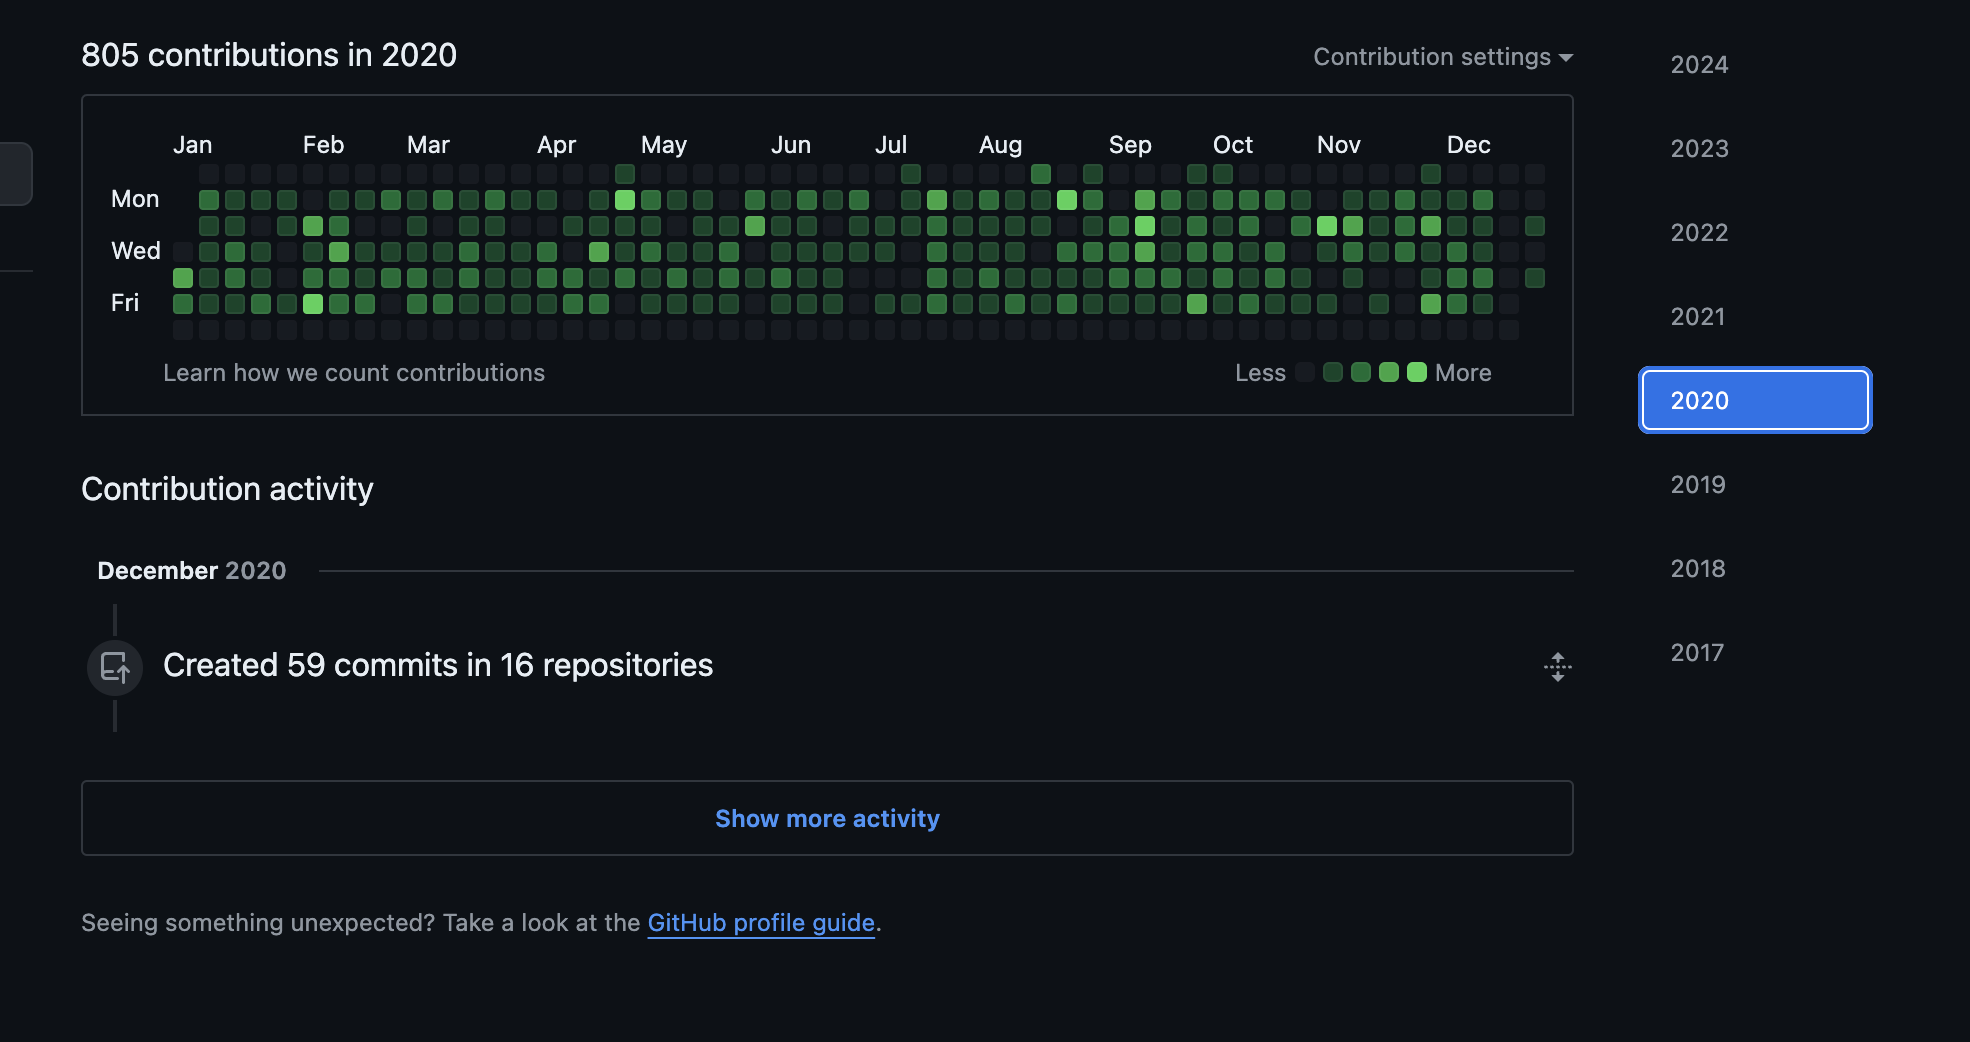 805 contributions in 2020
Contribution settings
Jan Feb Mar Apr May Jun Jul Aug Sep Oct Nov Dec
Mon
Wed
Fri
Learn how we count contributions
Less More
2024
2023
2022
2021
2020
2019
2018
2017
Contribution activity
December 2020
Created 59 commits in 16 repositories
Show more activity
Seeing something unexpected? Take a look at the GitHub profile guide.